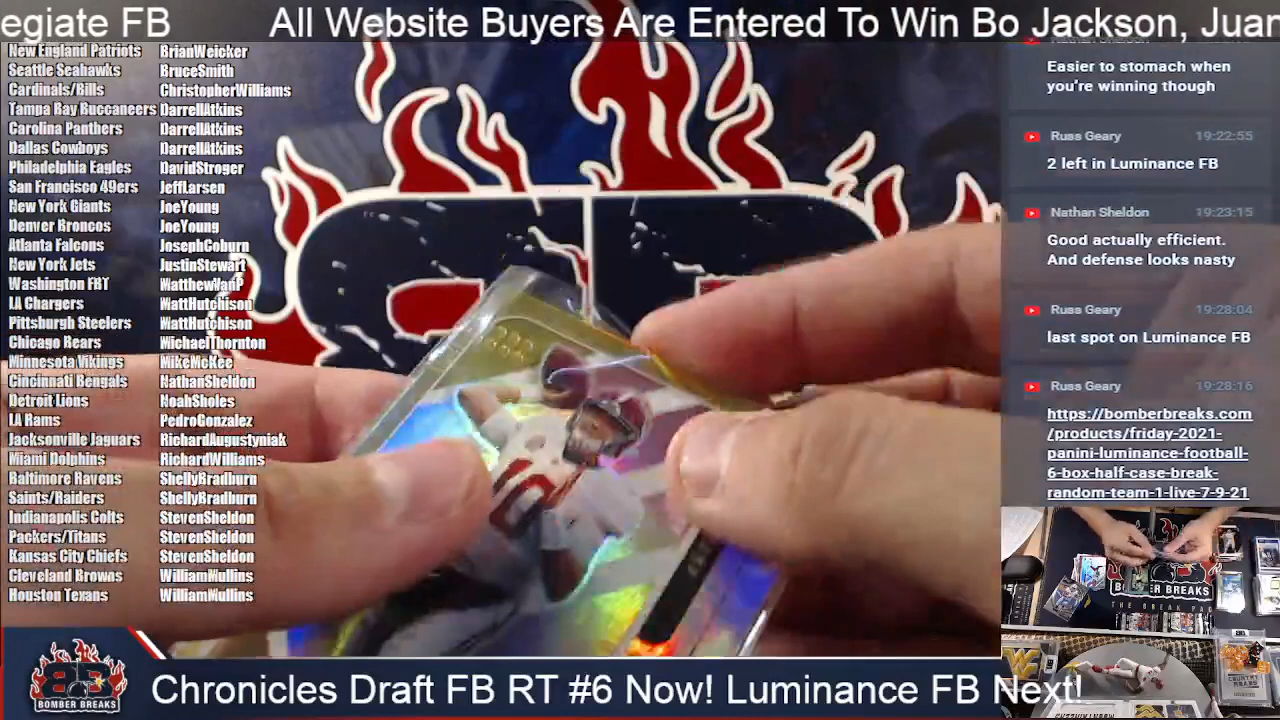 egiate FB All Website Buyers Are Entered To Win Bo Jackson, Juan
New England Patriots BrianWeicker
Seattle Seahawks BruceSmith
Cardinals/Bills ChristopherWilliams
Tampa Bay Buccaneers DarrellAtkins
Carolina Panthers DarrellAtkins
Dallas Cowboys DarrellAtkins
Philadelphia Eagles DavidStroger
San Francisco 49ers JeffLarsen
New York Giants JoeYoung
Denver Broncos JoeYoung
Atlanta Falcons JosephCoburn
New York Jets JustinStewart
Washington FBT MatthewVanP
LA Chargers MattHutchison
Pittsburgh Steelers MattHutchison
Chicago Bears MichaelThornton
Minnesota Vikings MikeMcKee
Cincinnati Bengals NathanSheldon
Detroit Lions NoahSholes
LA Rams PedroGonzalez
Jacksonville Jaguars RichardAugustyniak
Miami Dolphins RichardWilliams
Baltimore Ravens ShellyBradburn
Saints/Raiders ShellyBradburn
Indianapolis Colts StevenSheldon
Packers/Titans StevenSheldon
Kansas City Chiefs StevenSheldon
Cleveland Browns WilliamMullins
Houston Texans WilliamMullins
Nathan Sheldon
Easier to stomach when
you're winning though
Russ Geary 19:22:55
2 left in Luminance FB
Nathan Sheldon 19:23:15
Good actually efficient.
And defense looks nasty
Russ Geary 19:28:04
last spot on Luminance FB
Russ Geary 19:28:16
https://bomberbreaks.com
/products/friday-2021-
panini-luminance-football-
6-box-half-case-break-
random-team-1-live-7-9-21
BOMBER BREAKS
THE BREAK PAD
BOMBER BREAKS
Chronicles Draft FB RT #6 Now! Luminance FB Next!